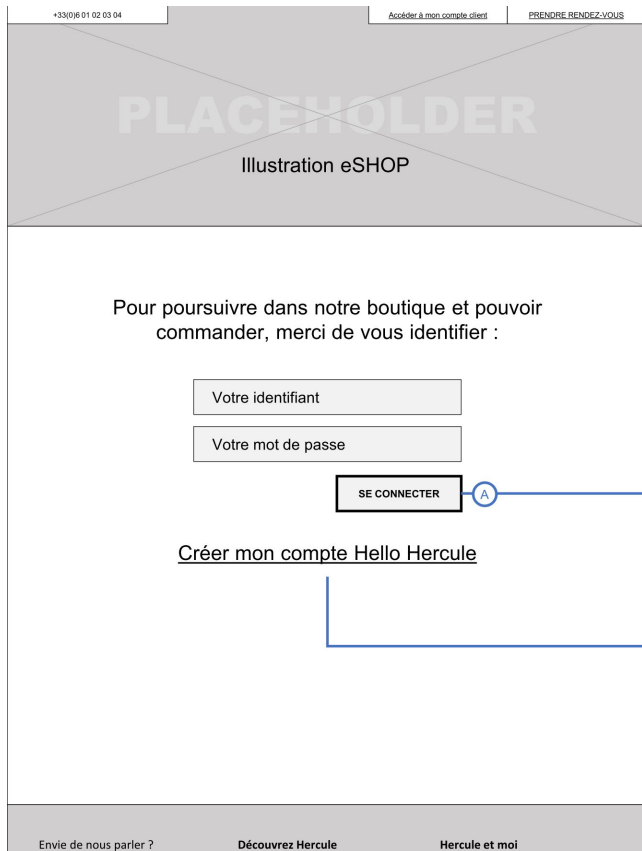 +33(0)6 01 02 03 04
Accéder à mon compte client
PRENDRE RENDEZ-VOUS
PLACEHOLDER
Illustration eSHOP
Pour poursuivre dans notre boutique et pouvoir
commander, merci de vous identifier :
Votre identifiant
Votre mot de passe
SE CONNECTER
A
Créer mon compte Hello Hercule
Envie de nous parler ?
Découvrez Hercule
Hercule et moi